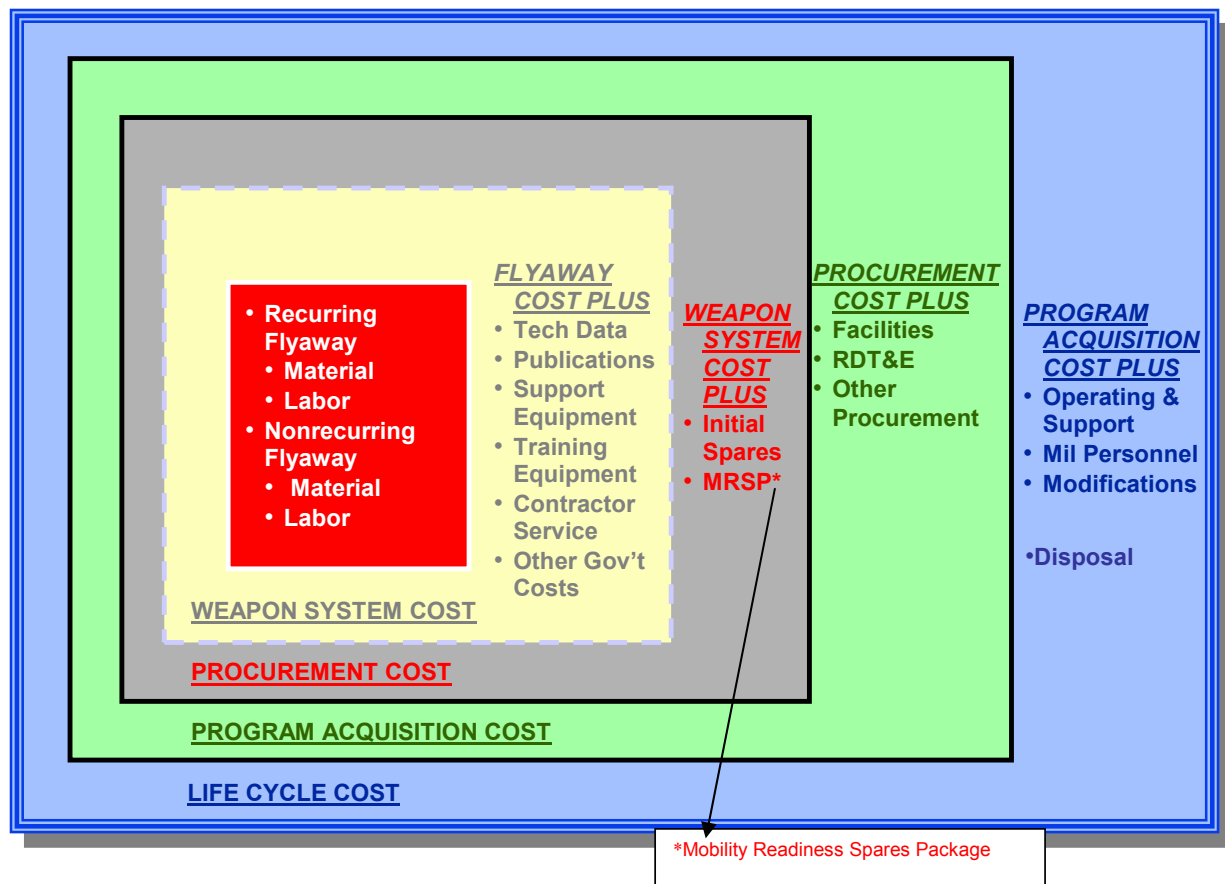 • Recurring
Flyaway
• Material
• Labor
• Nonrecurring
Flyaway
• Material
• Labor
FLYAWAY
COST PLUS
• Tech Data
• Publications
• Support
Equipment
• Training
Equipment
• Contractor
Service
• Other Gov’t
Costs
WEAPON SYSTEM COST
WEAPON
SYSTEM
COST
PLUS
• Initial
Spares
• MRSP*
PROCUREMENT COST
PROCUREMENT
COST PLUS
• Facilities
• RDT&E
• Other
Procurement
PROGRAM ACQUISITION COST
PROGRAM
ACQUISITION
COST PLUS
• Operating &
Support
• Mil Personnel
• Modifications
•Disposal
LIFE CYCLE COST
*Mobility Readiness Spares Package